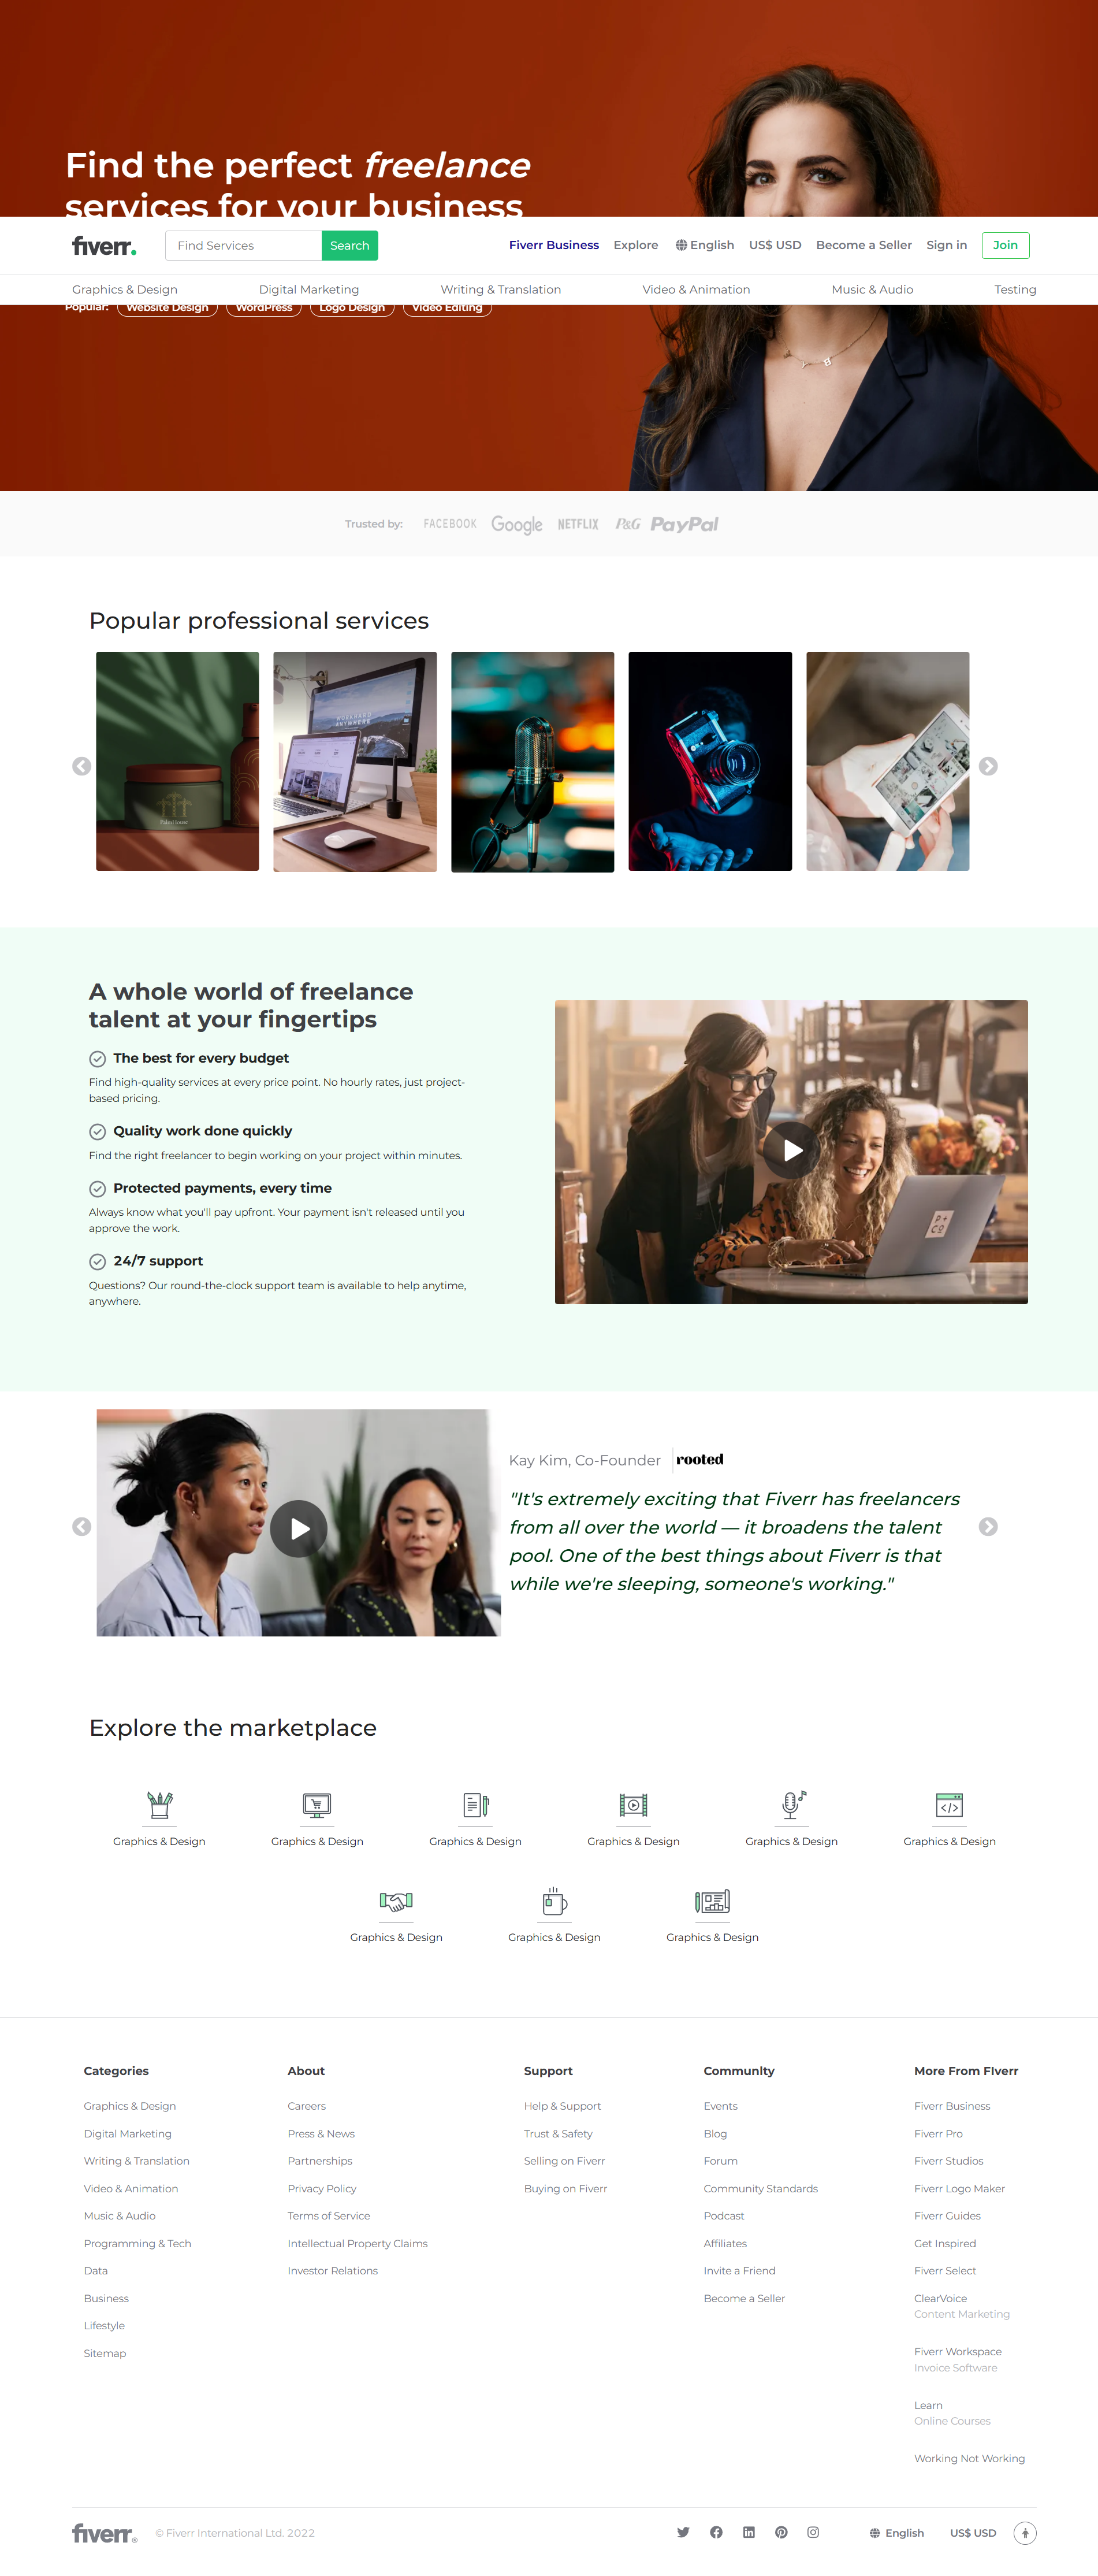 Find the perfect freelance
services for your business
fiverr.
Find Services
Search
Fiverr Business
Explore
English
US$ USD
Become a Seller
Sign in
Join
Graphics & Design
Digital Marketing
Writing & Translation
Video & Animation
Music & Audio
Testing
Popular:
Website Design
WordPress
Logo Design
Video Editing
Trusted by:
FACEBOOK
Google
NETFLIX
P&G
PayPal
Popular professional services
A whole world of freelance
talent at your fingertips
The best for every budget
Find high-quality services at every price point. No hourly rates, just project-
based pricing.
Quality work done quickly
Find the right freelancer to begin working on your project within minutes.
Protected payments, every time
Always know what you'll pay upfront. Your payment isn't released until you
approve the work.
24/7 support
Questions? Our round-the-clock support team is available to help anytime,
anywhere.
P+
CO
Kay Kim, Co-Founder
rooted
"It's extremely exciting that Fiverr has freelancers
from all over the world — it broadens the talent
pool. One of the best things about Fiverr is that
while we're sleeping, someone's working."
Explore the marketplace
Graphics & Design
Graphics & Design
Graphics & Design
Graphics & Design
Graphics & Design
Graphics & Design
Graphics & Design
Graphics & Design
Graphics & Design
Categories
Graphics & Design
Digital Marketing
Writing & Translation
Video & Animation
Music & Audio
Programming & Tech
Data
Business
Lifestyle
Sitemap
About
Careers
Press & News
Partnerships
Privacy Policy
Terms of Service
Intellectual Property Claims
Investor Relations
Support
Help & Support
Trust & Safety
Selling on Fiverr
Buying on Fiverr
CommunIty
Events
Blog
Forum
Community Standards
Podcast
Affiliates
Invite a Friend
Become a Seller
More From FIverr
Fiverr Business
Fiverr Pro
Fiverr Studios
Fiverr Logo Maker
Fiverr Guides
Get Inspired
Fiverr Select
ClearVoice
Content Marketing
Fiverr Workspace
Invoice Software
Learn
Online Courses
Working Not Working
fiverr®
© Fiverr International Ltd. 2022
English
US$ USD